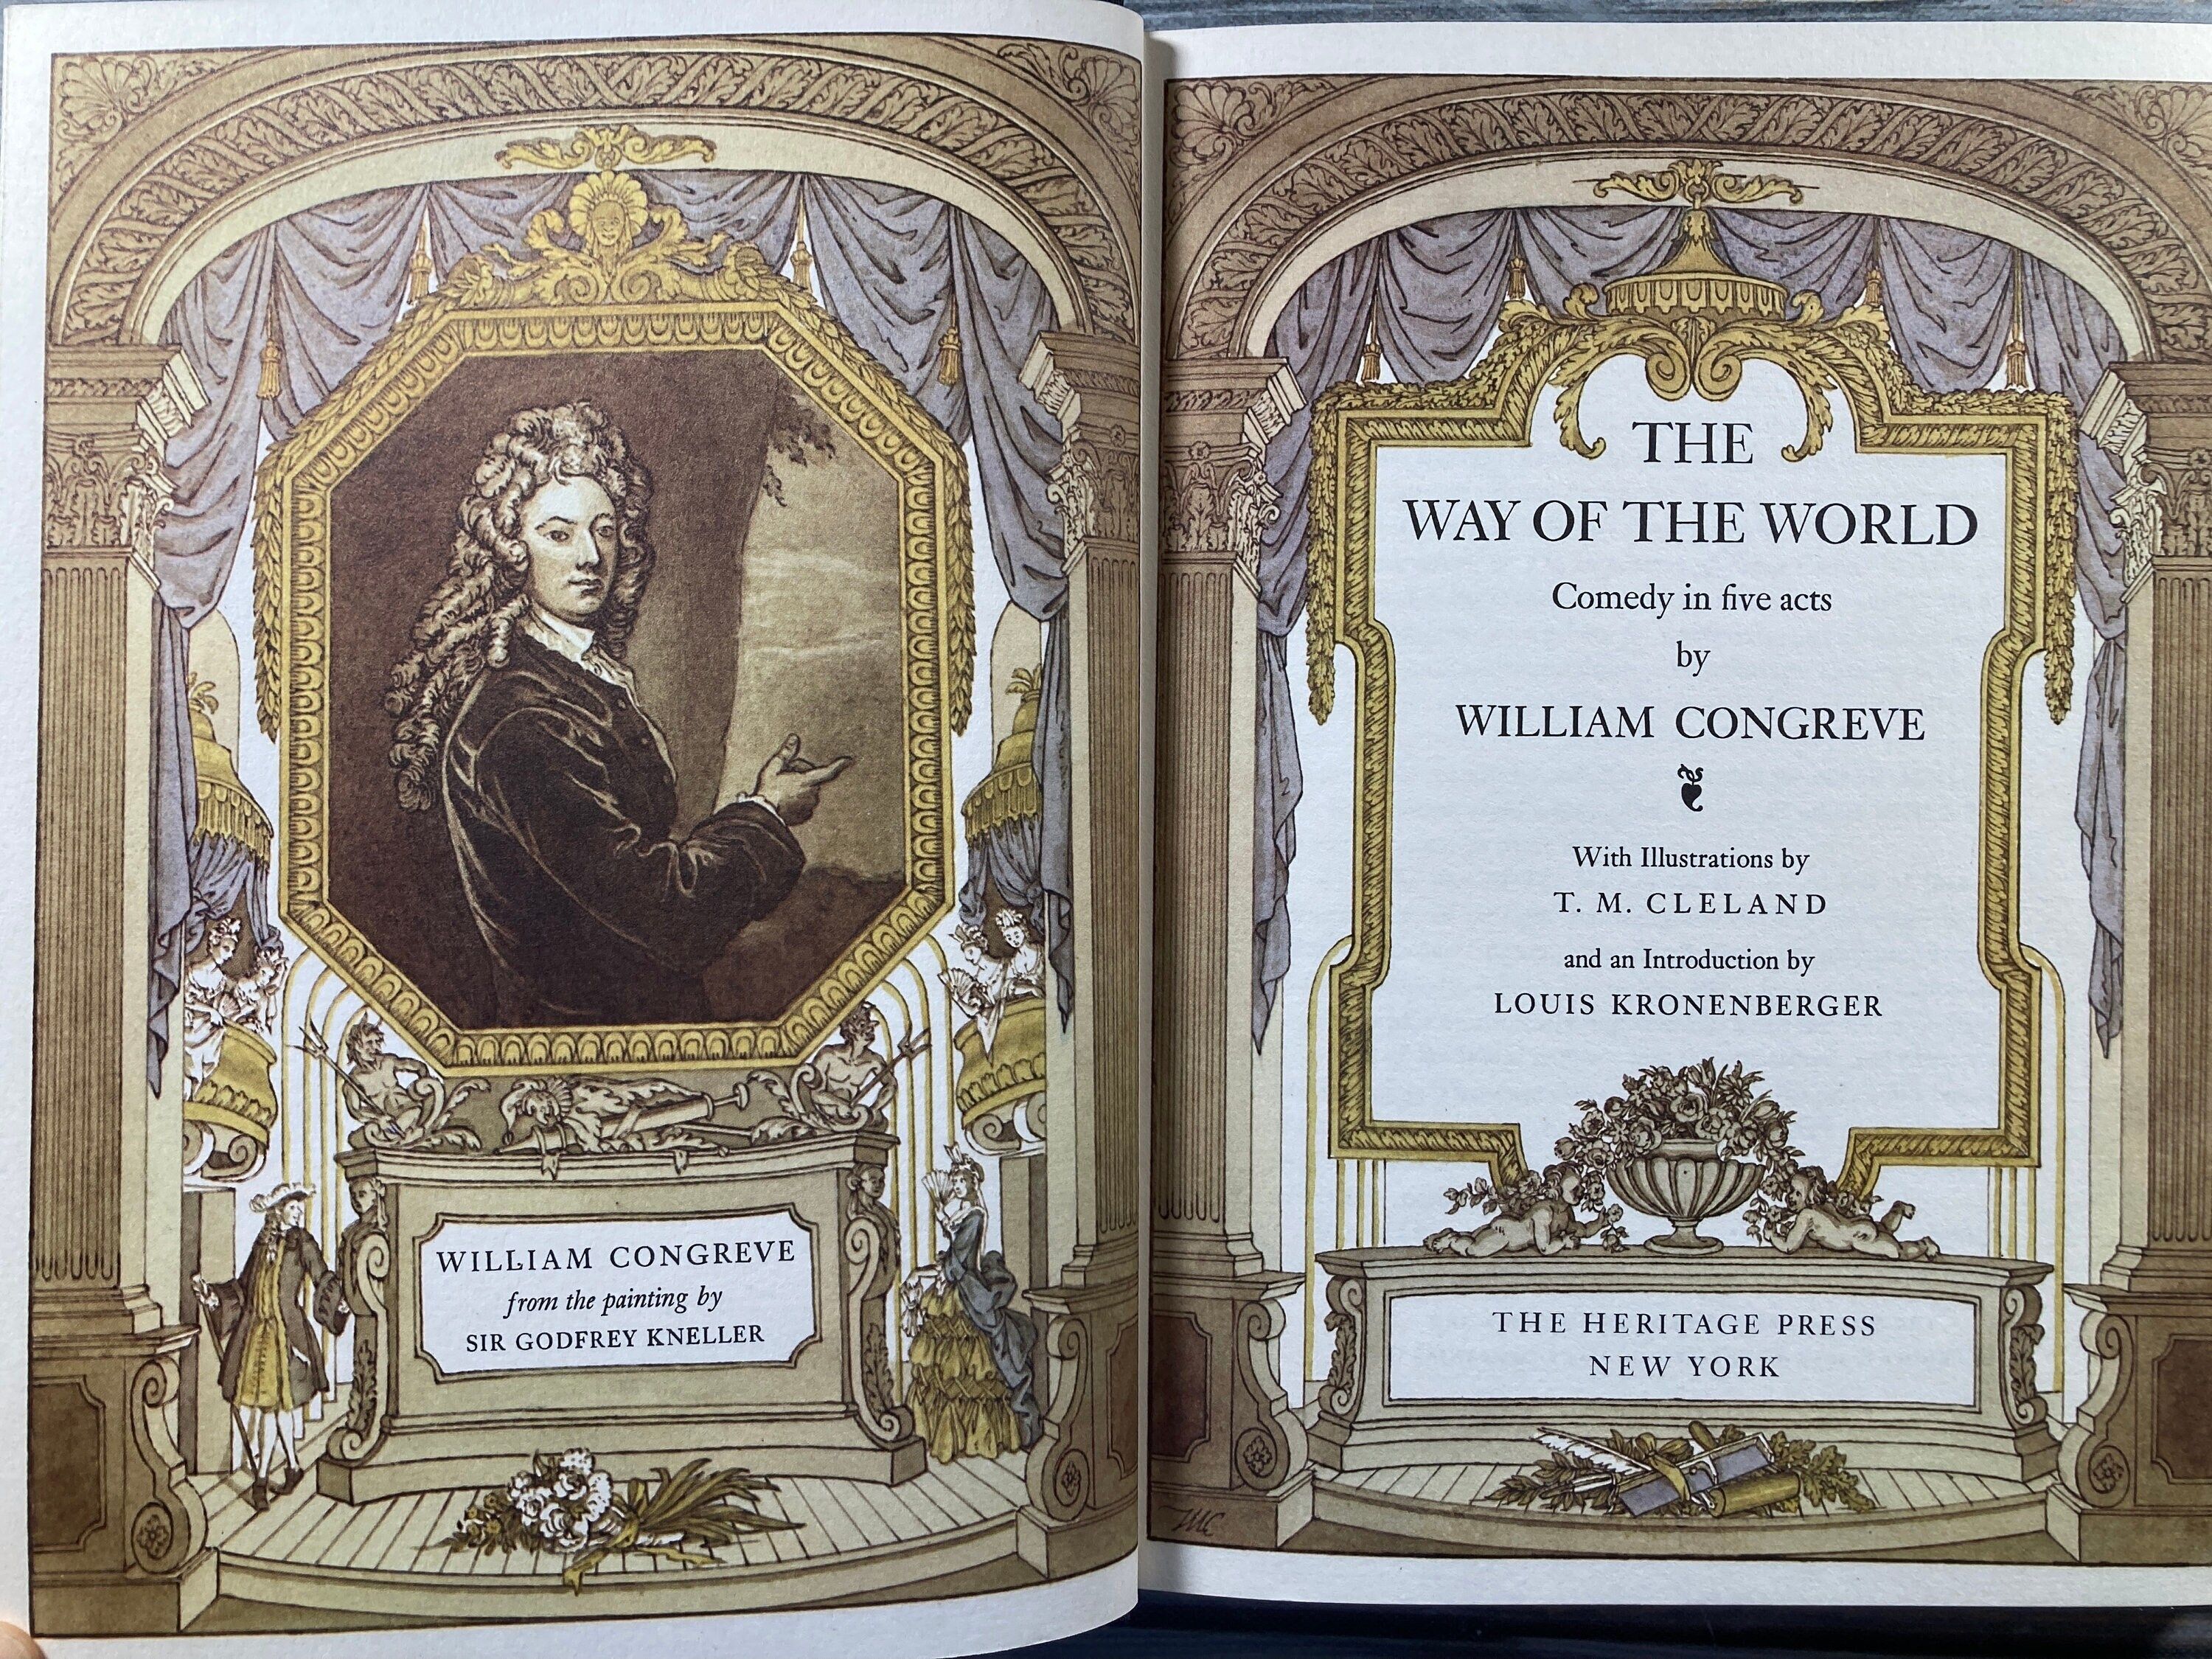 WILLIAM CONGREVE
from the painting by
SIR GODFREY KNELLER
THE
WAY OF THE WORLD
Comedy in five acts
by
WILLIAM CONGREVE
With Illustrations by
T. M. CLELAND
and an Introduction by
LOUIS KRONENBERGER
THE HERITAGE PRESS
NEW YORK